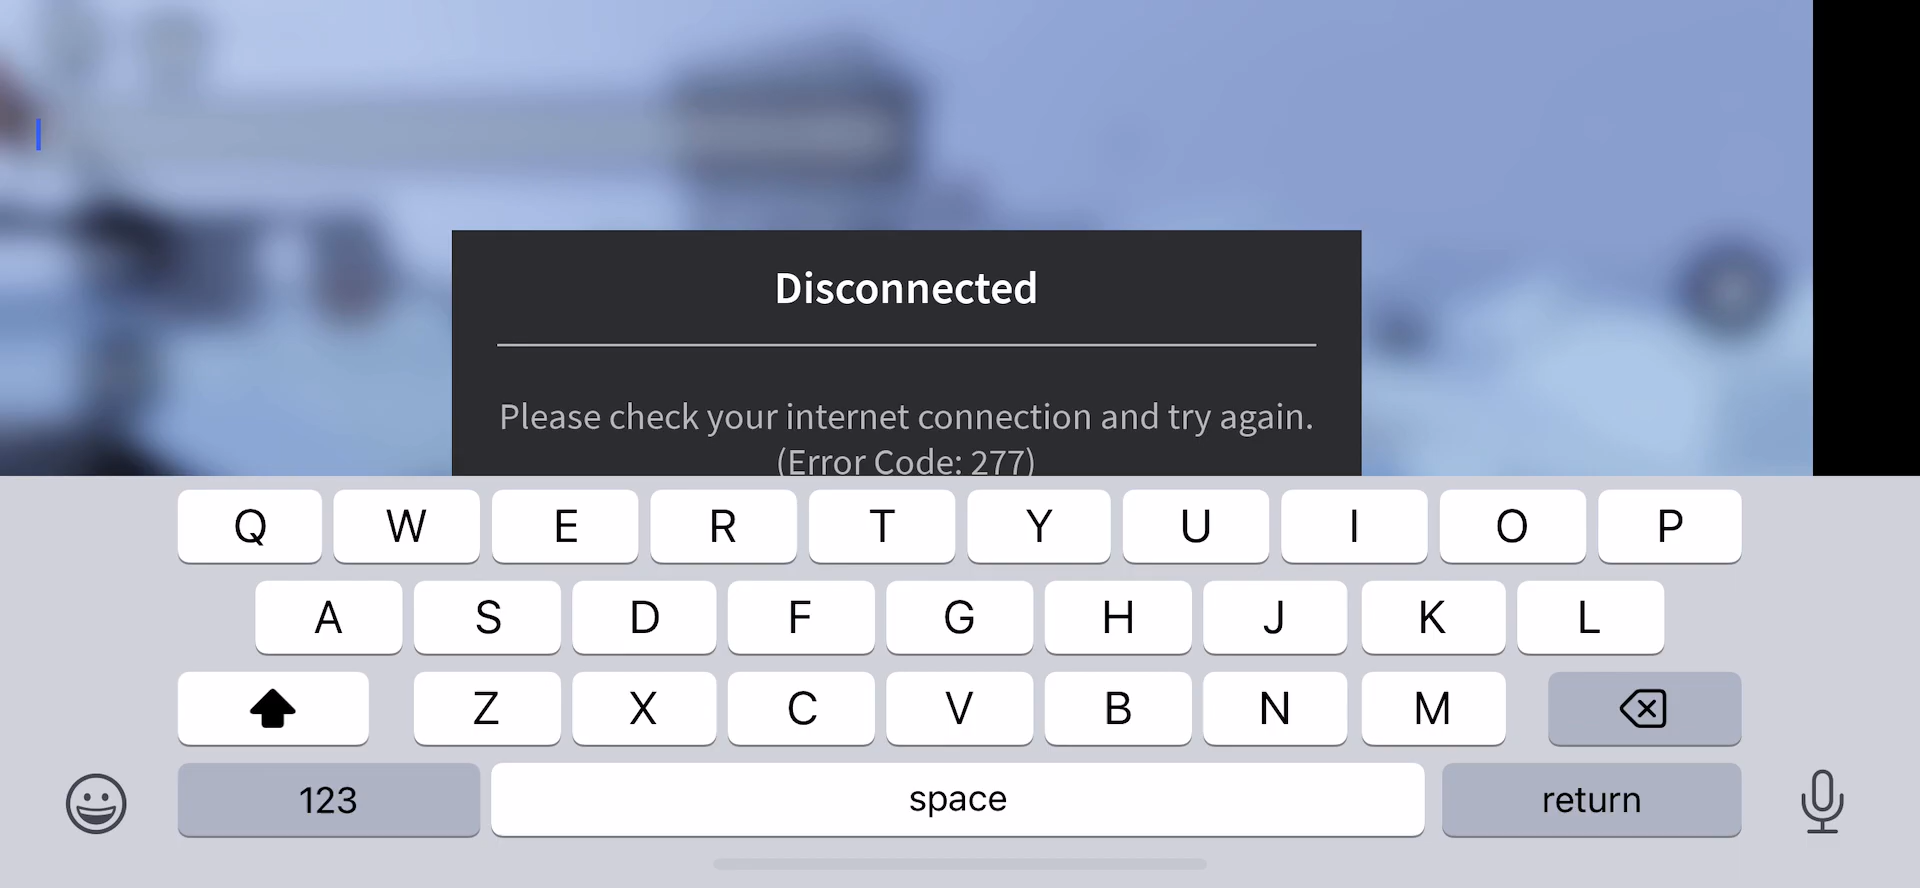 Disconnected
Please check your internet connection and try again.
(Error Code: 277)
Q W E R T Y U I O P
A S D F G H J K L
Z X C V B N M
123 space return